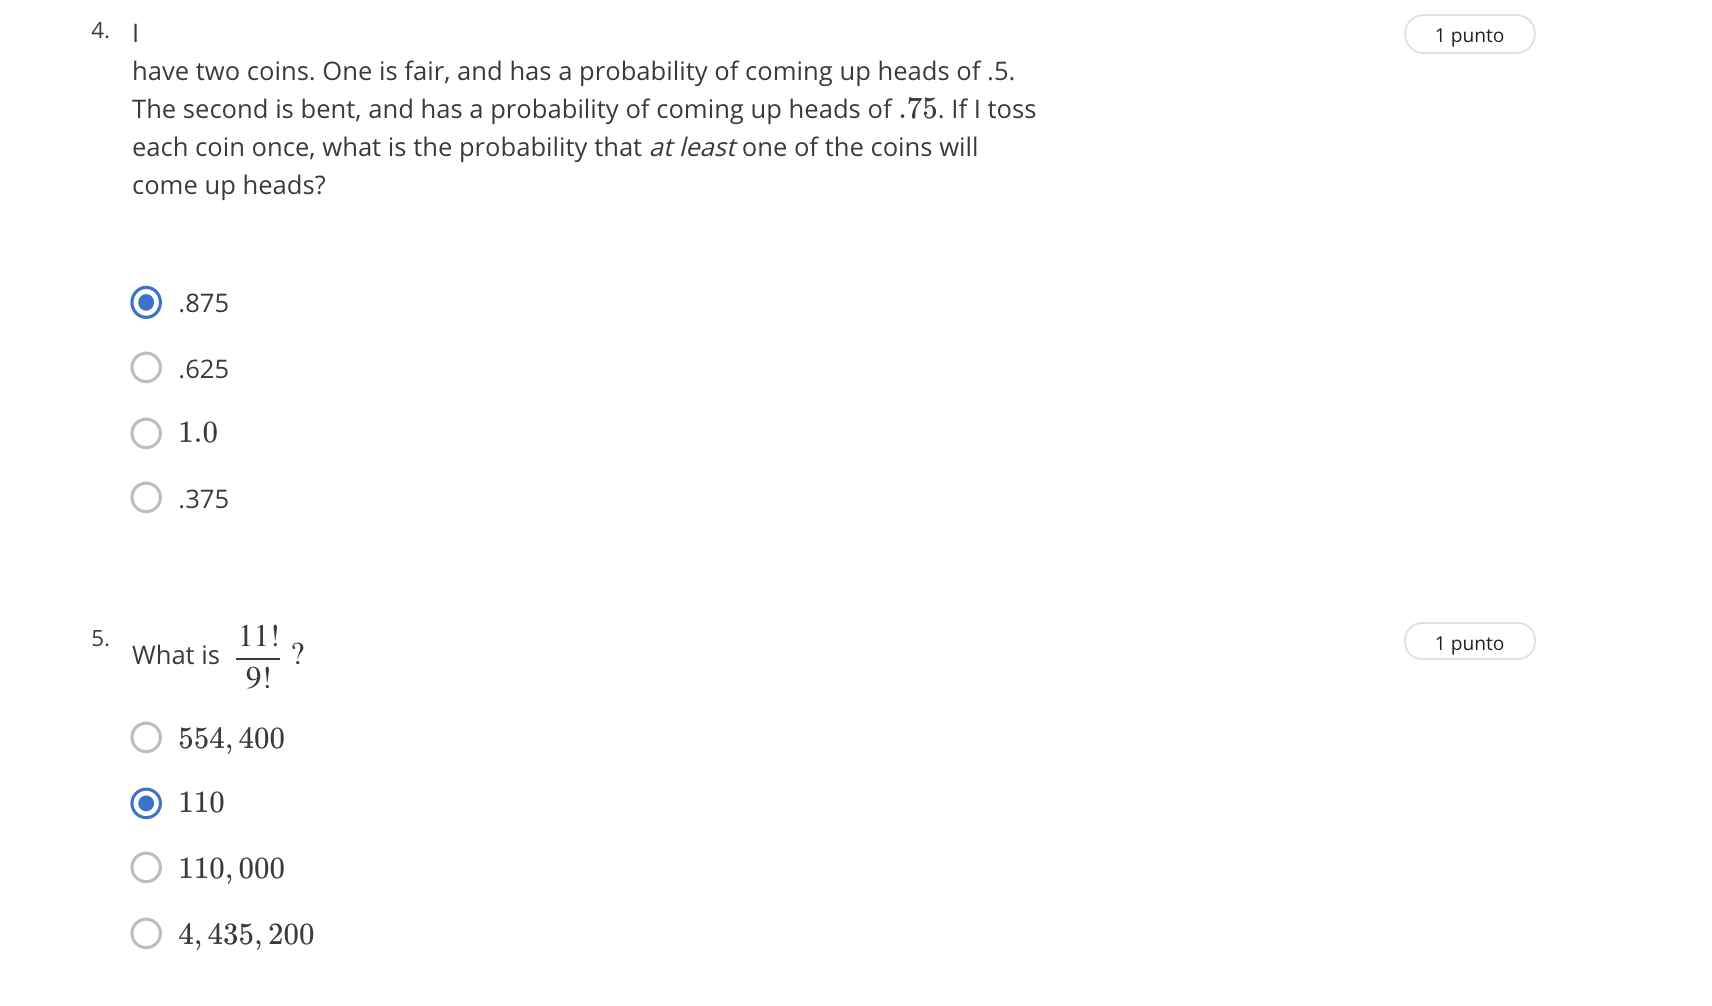 4. I
1 punto
have two coins. One is fair, and has a probability of coming up heads of .5.
The second is bent, and has a probability of coming up heads of .75. If I toss
each coin once, what is the probability that at least one of the coins will
come up heads?
.875
.625
1.0
.375
5. What is 11!/9! ?
1 punto
554, 400
110
110, 000
4, 435, 200